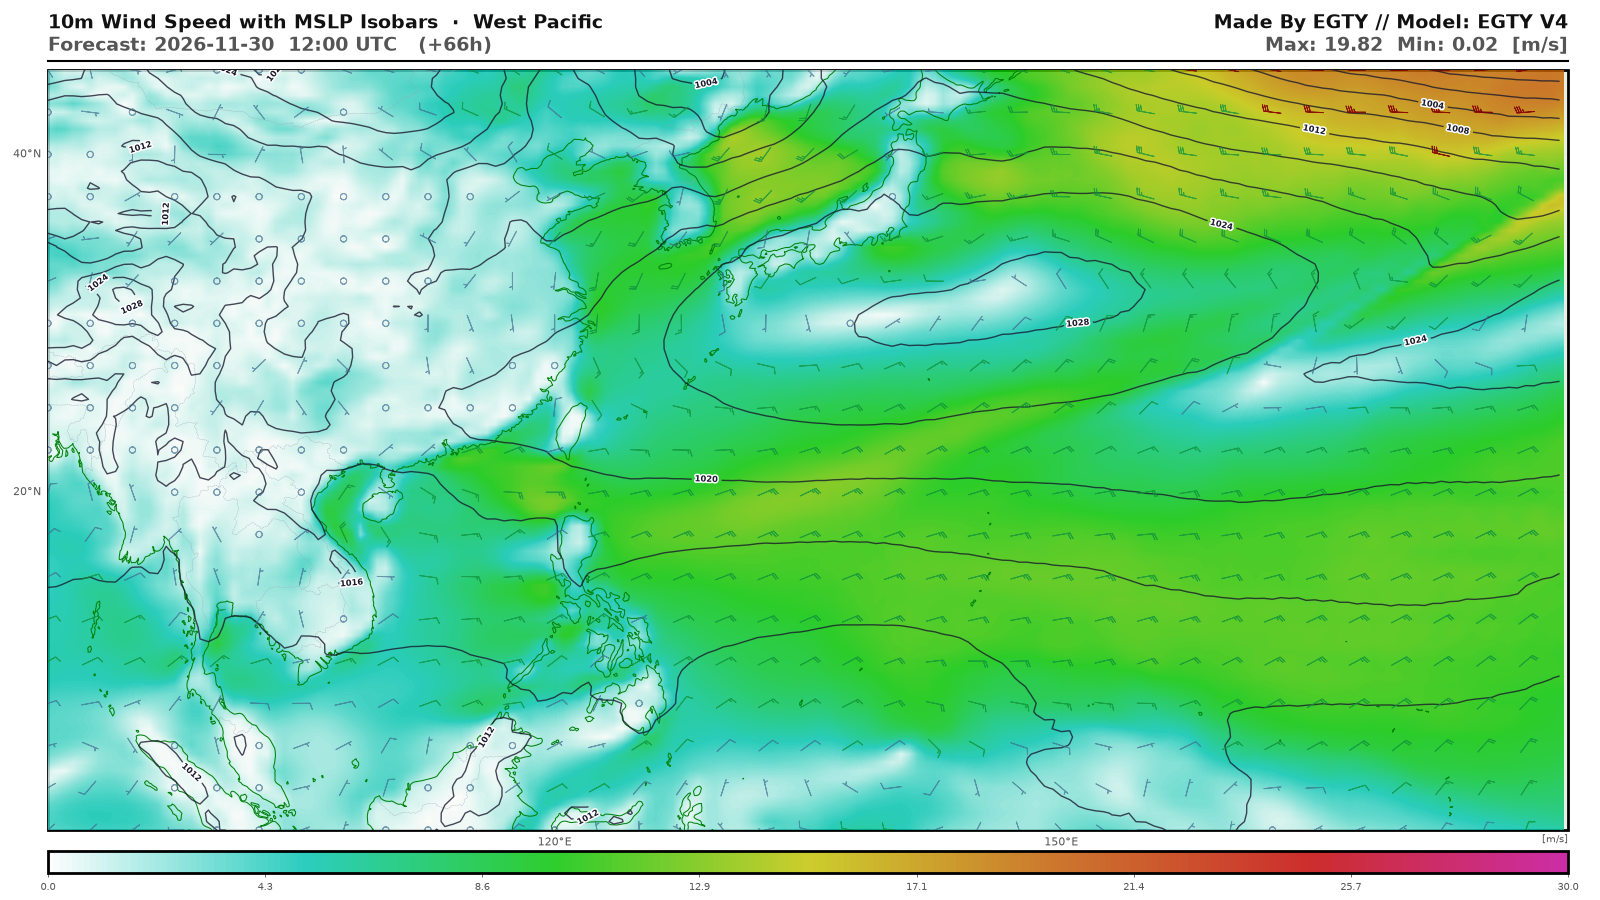 10m Wind Speed with MSLP Isobars · West Pacific
Made By EGTY // Model: EGTY V4
Forecast: 2026-11-30 12:00 UTC (+66h)
Max: 19.82 Min: 0.02 [m/s]
1004
1004
1008
1012
1012
40°N
1012
1024
1024
1028
1028
1024
1020
20°N
1016
1012
1012
1012
120°E
150°E
[m/s]
0.0
4.3
8.6
12.9
17.1
21.4
25.7
30.0